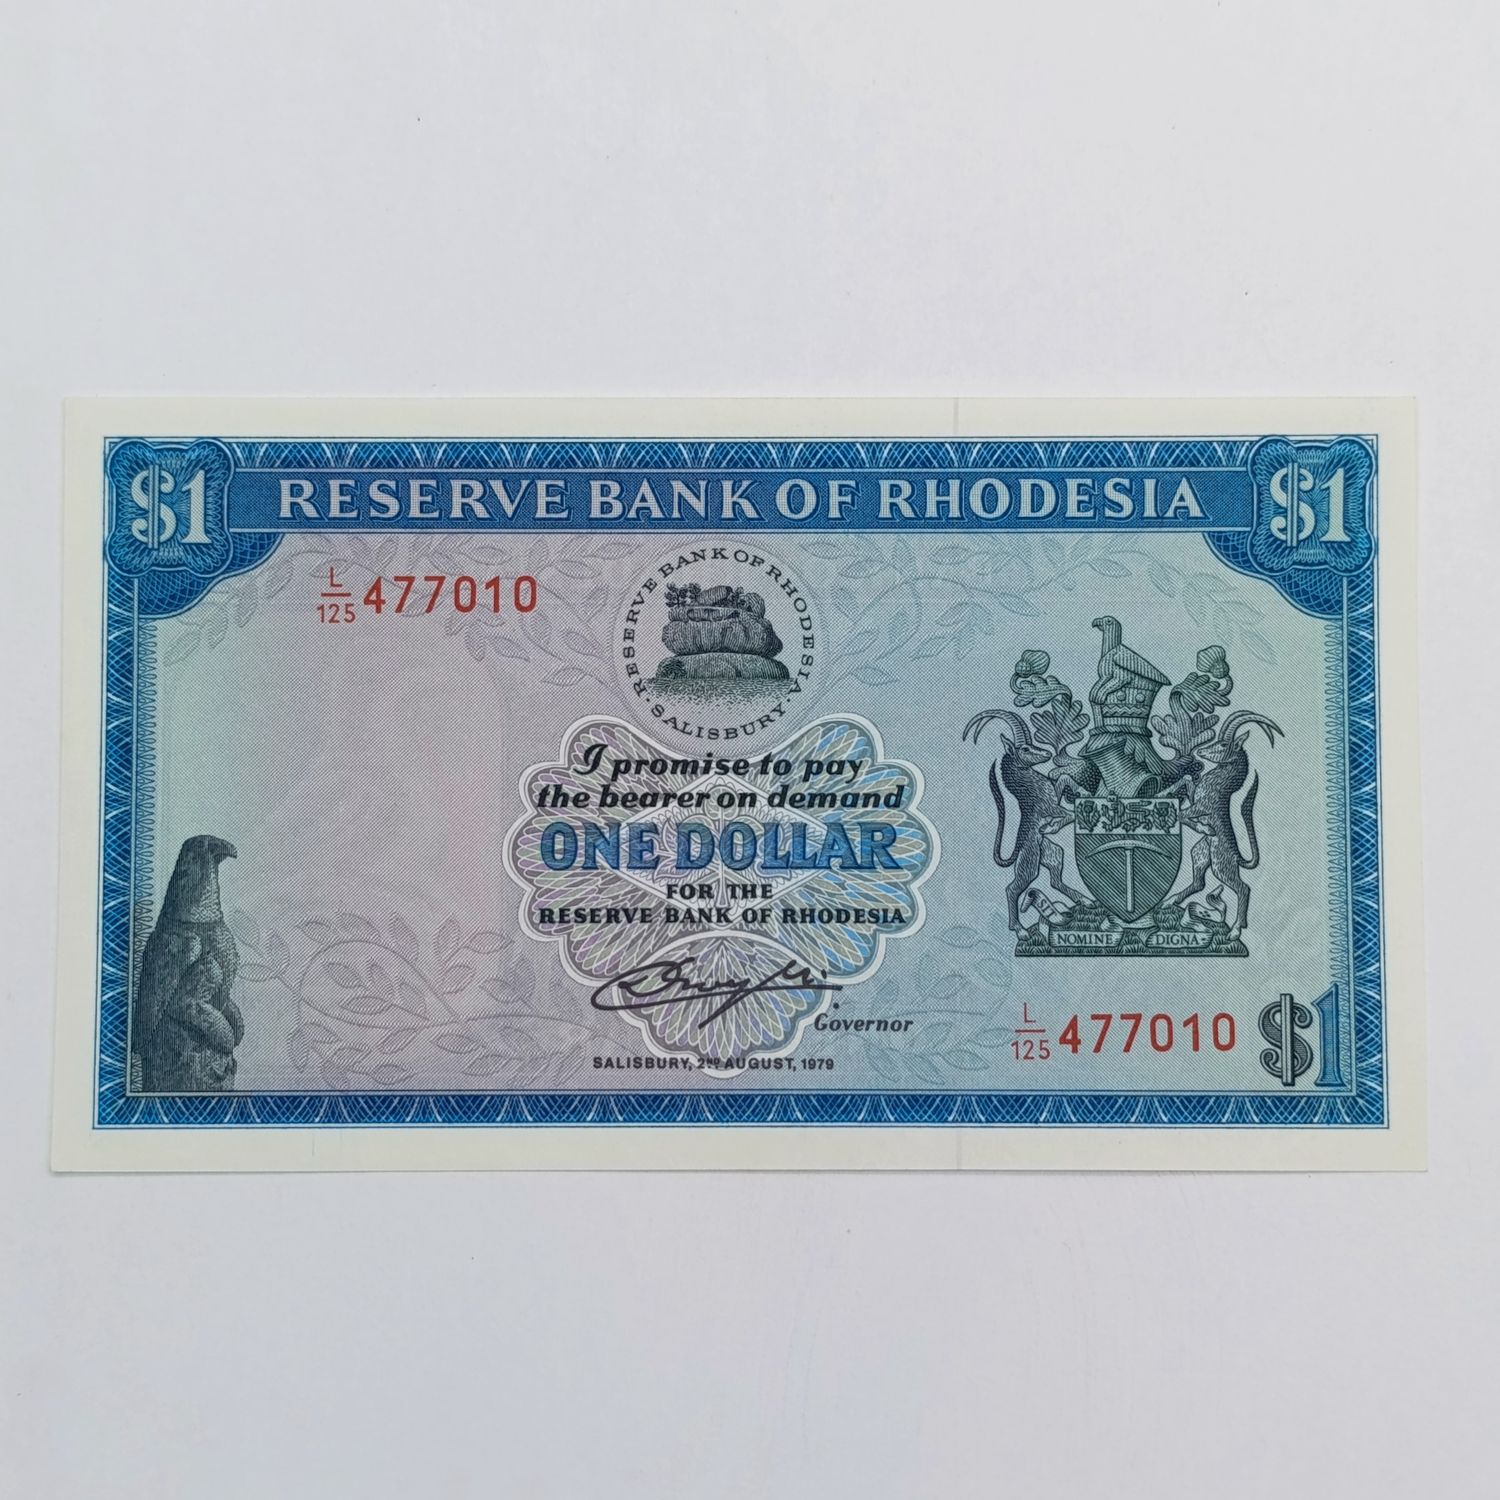 $1
RESERVE BANK OF RHODESIA
$1
L/125 477010
RESERVE BANK OF RHODESIA
· SALISBURY ·
I promise to pay
the bearer on demand
ONE DOLLAR
FOR THE
RESERVE BANK OF RHODESIA
SIT
NOMINE
DIGNA
Governor
SALISBURY, 2ND AUGUST, 1979
L/125 477010
$1